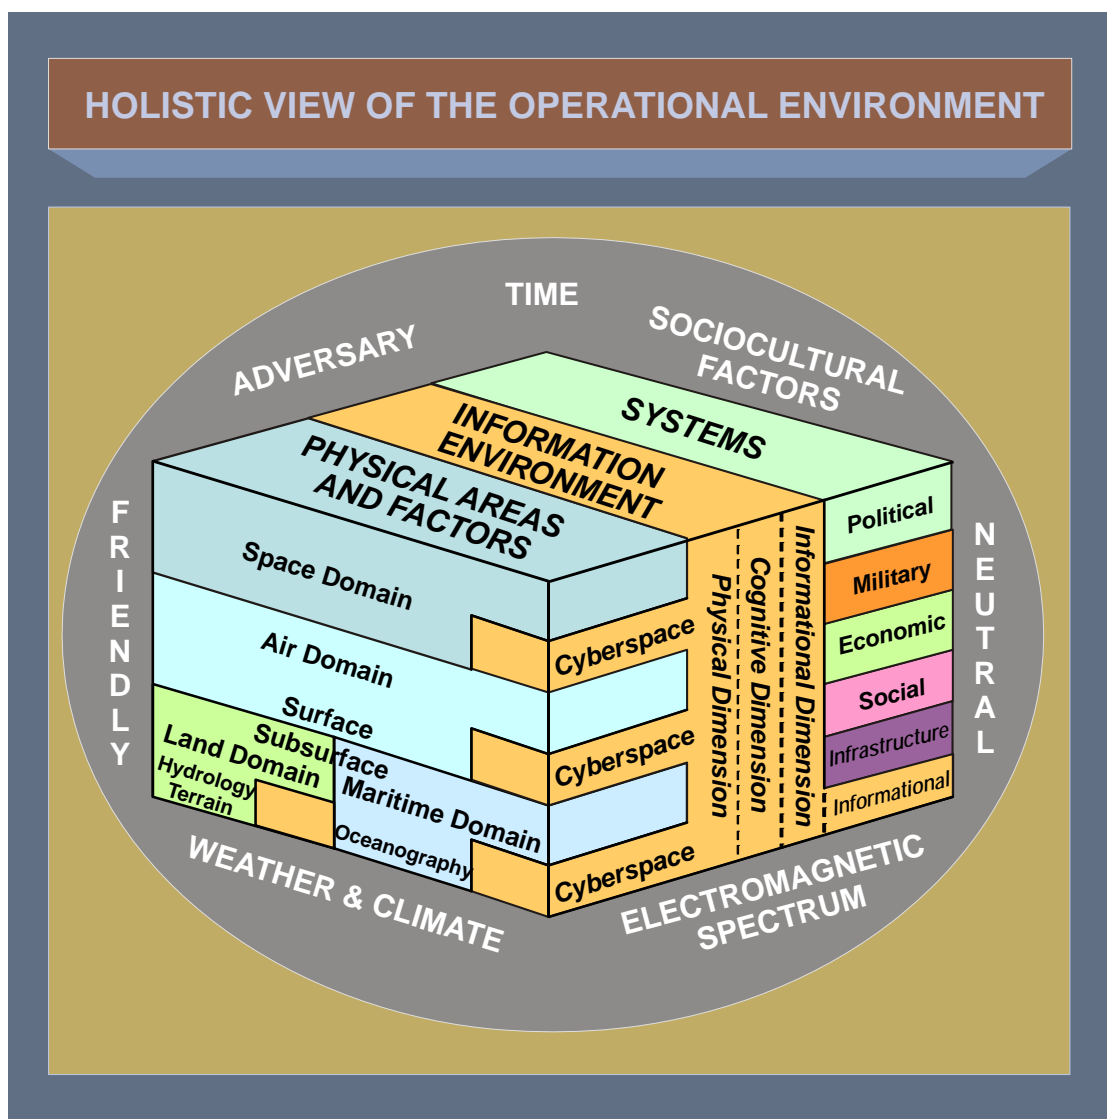 HOLISTIC VIEW OF THE OPERATIONAL ENVIRONMENT
TIME
ADVERSARY
SOCIOCULTURAL
FACTORS
FRIENDLY
NEUTRAL
SYSTEMS
INFORMATION
ENVIRONMENT
PHYSICAL AREAS
AND FACTORS
Space Domain
Air Domain
Surface
Subsurface
Land Domain
Hydrology
Terrain
Maritime Domain
Oceanography
Cyberspace
Cyberspace
Cyberspace
Physical Dimension
Cognitive Dimension
Informational Dimension
Political
Military
Economic
Social
Infrastructure
Informational
WEATHER & CLIMATE
ELECTROMAGNETIC
SPECTRUM